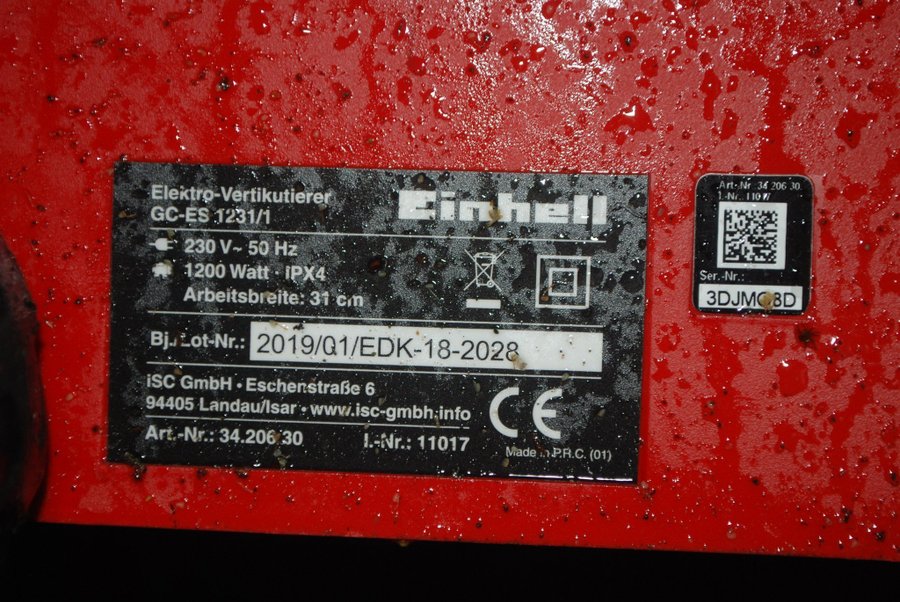 Elektro-Vertikutierer
GC-ES 1231/1
Einhell
230 V~ 50 Hz
1200 Watt · IPX4
Arbeitsbreite: 31 cm
Bj./Lot-Nr.: 2019/01/EDK-18-2028
iSC GmbH · Eschenstraße 6
94405 Landau/Isar · www.isc-gmbh.info
Art.-Nr.: 34.206.30 I.-Nr.: 11017
CE
Made in P.R.C. (01)
Art.-Nr. 34.206.30.
I.-Nr. 11017
Ser.-Nr.: